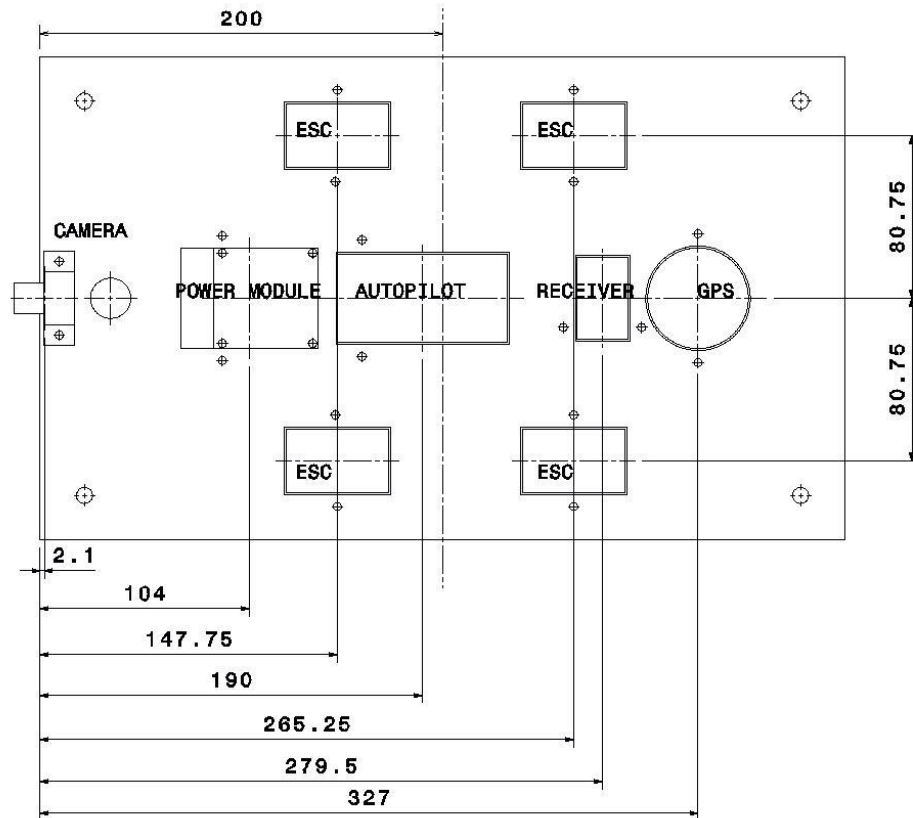 200
ESC ESC
80.75
CAMERA
POWER MODULE AUTOPILOT RECEIVER GPS
80.75
ESC ESC
2.1
104
147.75
190
265.25
279.5
327